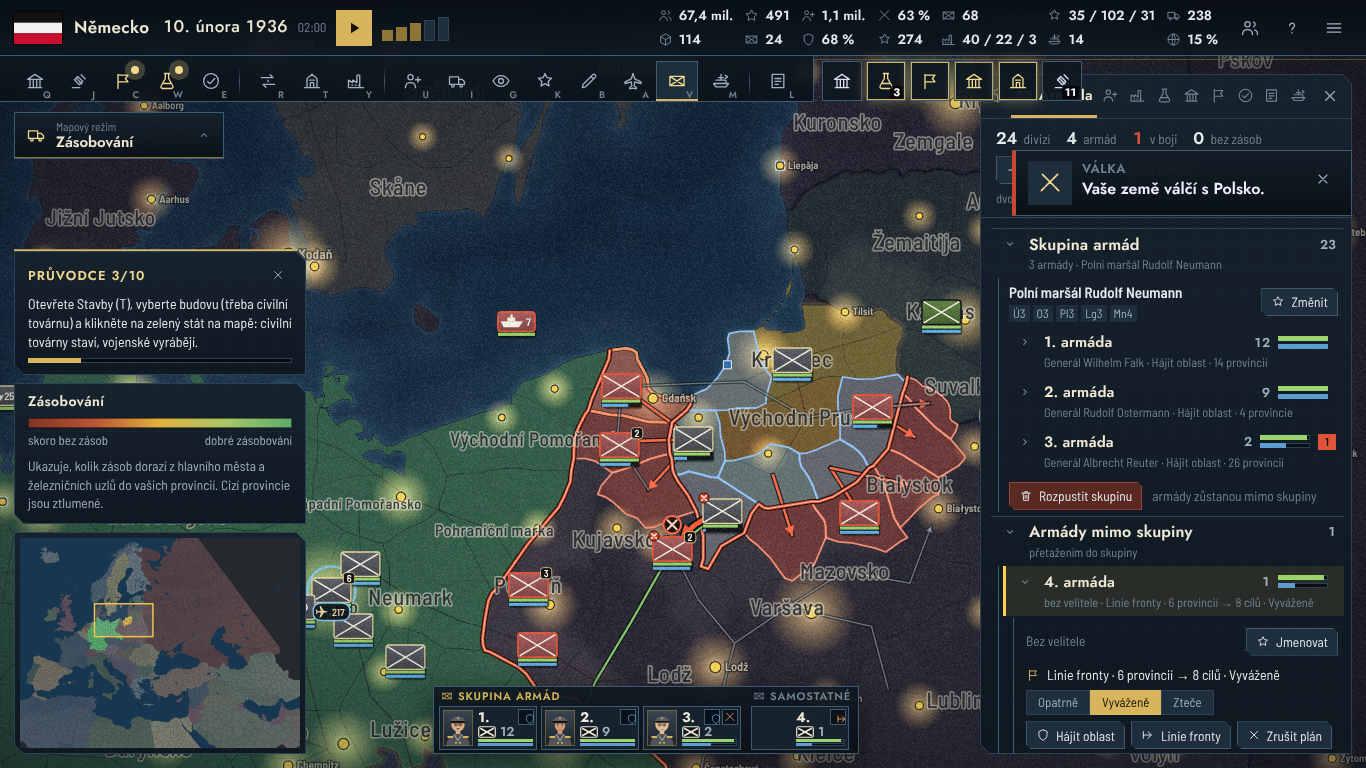 Německo
10. února 1936
02:00
67,4 mil.
491
1,1 mil.
63 %
68
35 / 102 / 31
238
114
24
68 %
274
40 / 22 / 3
14
15 %
?
Q
J
C
W
E
R
T
Y
U
I
G
K
B
A
V
M
L
3
11
Pskov
Mapový režim
Zásobování
24 divizí
4 armád
1 v boji
0 bez zásob
VÁLKA
Vaše země válčí s Polsko.
PRŮVODCE 3/10
Otevřete Stavby (T), vyberte budovu (třeba civilní
továrnu) a klikněte na zelený stát na mapě: civilní
továrny staví, vojenské vyrábějí.
Zásobování
skoro bez zásob
dobré zásobování
Ukazuje, kolik zásob dorazí z hlavního města a
železničních uzlů do vašich provincií. Cizí provincie
jsou ztlumené.
Skupina armád
23
3 armády · Polní maršál Rudolf Neumann
Polní maršál Rudolf Neumann
Změnit
Ú3
O3
Pl3
Lg3
Mn4
1. armáda
12
Generál Wilhelm Falk · Hájit oblast · 14 provincií
2. armáda
9
Generál Rudolf Ostermann · Hájit oblast · 4 provincie
3. armáda
2
1
Generál Albrecht Reuter · Hájit oblast · 26 provincií
Rozpustit skupinu
armády zůstanou mimo skupiny
Armády mimo skupiny
1
přetažením do skupiny
4. armáda
1
bez velitele · Linie fronty · 6 provincií → 8 cílů · Vyváženě
Bez velitele
Jmenovat
Linie fronty · 6 provincií → 8 cílů · Vyváženě
Opatrně
Vyváženě
Zteče
Hájit oblast
Linie fronty
Zrušit plán
Aalborg
Aarhus
Jižní Jutsko
Kodaň
Skåne
Kuronsko
Zemgale
Liepāja
Žemaitija
Tilsit
7
Gdaňsk
Východní Pru
Suval
Východní Pomořan
2
Bialystok
Białyst
Pohraniční marka
Kujavsko
2
Mazovsko
Varšava
3
6
217
25
Neumark
Lodž
Lodž
Lublin
Lužice
Chemnitz
SKUPINA ARMÁD
SAMOSTATNÉ
1.
12
2.
9
3.
2
4.
1